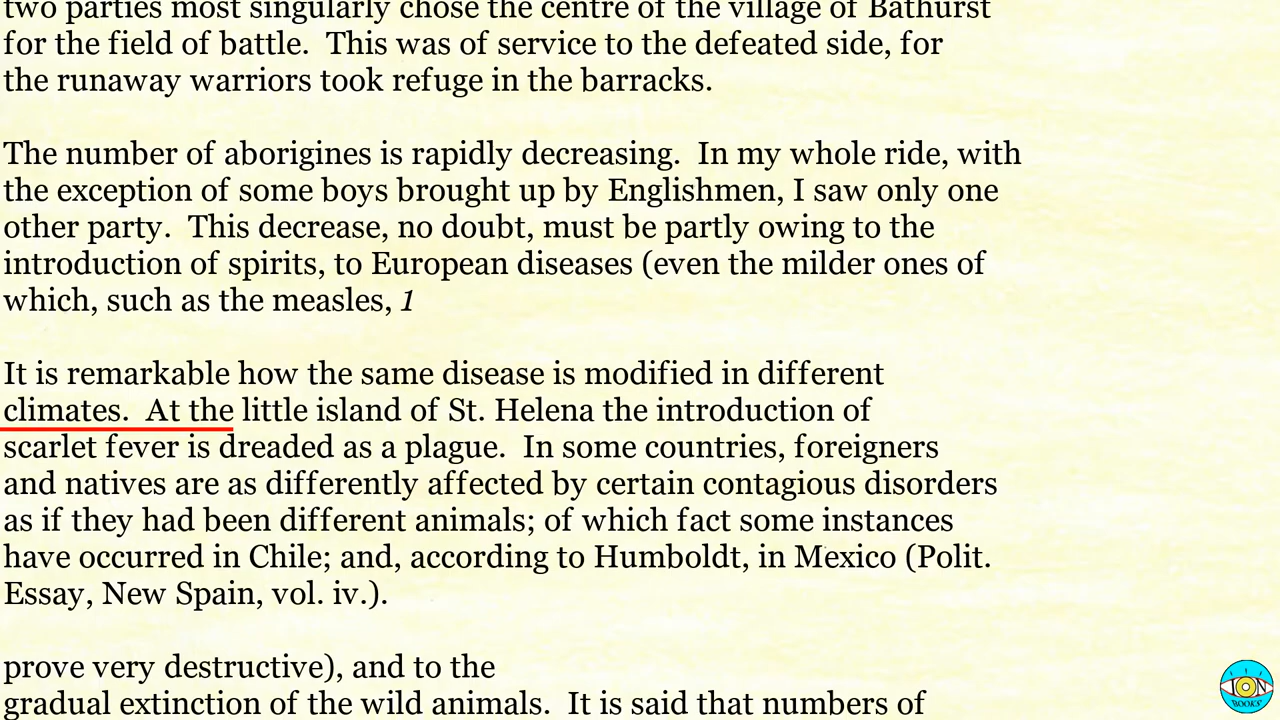 two parties most singularly chose the centre of the village of Bathurst
for the field of battle.  This was of service to the defeated side, for
the runaway warriors took refuge in the barracks.
The number of aborigines is rapidly decreasing.  In my whole ride, with
the exception of some boys brought up by Englishmen, I saw only one
other party.  This decrease, no doubt, must be partly owing to the
introduction of spirits, to European diseases (even the milder ones of
which, such as the measles, 1
It is remarkable how the same disease is modified in different
climates.  At the little island of St. Helena the introduction of
scarlet fever is dreaded as a plague.  In some countries, foreigners
and natives are as differently affected by certain contagious disorders
as if they had been different animals; of which fact some instances
have occurred in Chile; and, according to Humboldt, in Mexico (Polit.
Essay, New Spain, vol. iv.).
prove very destructive), and to the
gradual extinction of the wild animals.  It is said that numbers of
ION
BOOKS